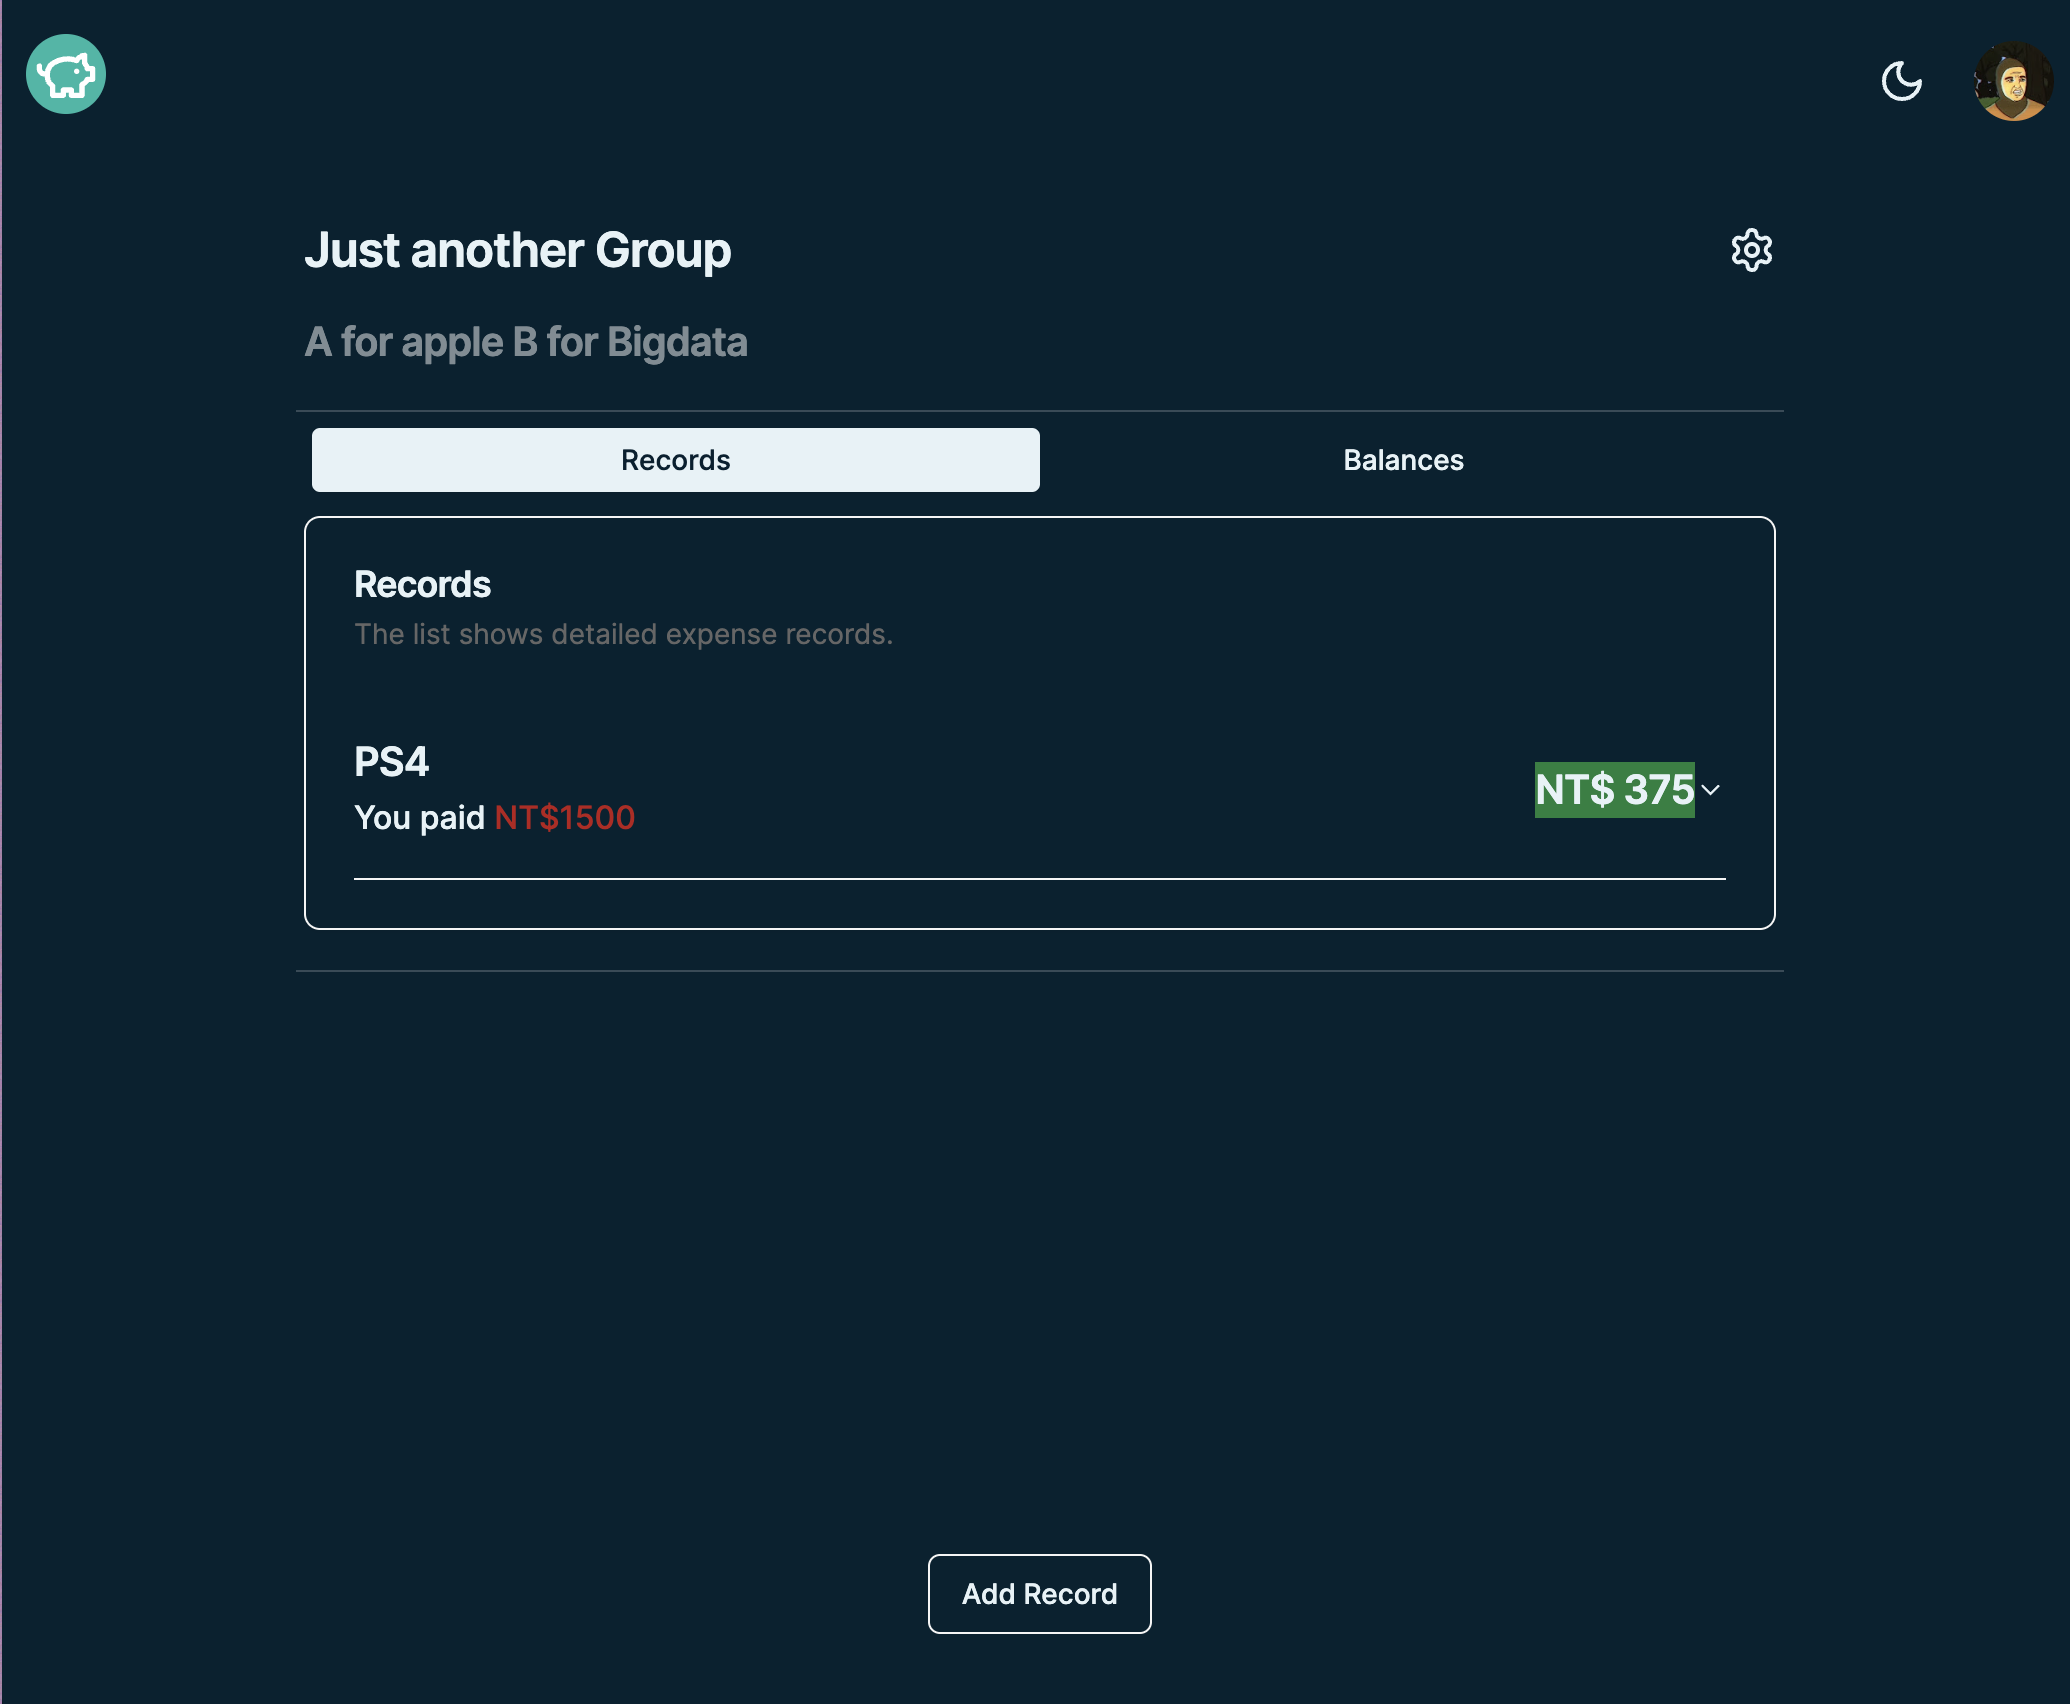 Just another Group
A for apple B for Bigdata
Records
Balances
Records
The list shows detailed expense records.
PS4
You paid NT$1500
NT$ 375
Add Record